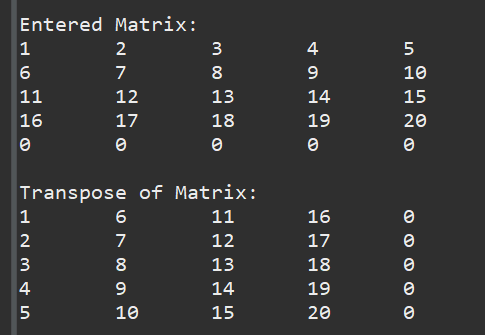 Entered Matrix:
1 2 3 4 5
6 7 8 9 10
11 12 13 14 15
16 17 18 19 20
0 0 0 0 0
Transpose of Matrix:
1 6 11 16 0
2 7 12 17 0
3 8 13 18 0
4 9 14 19 0
5 10 15 20 0